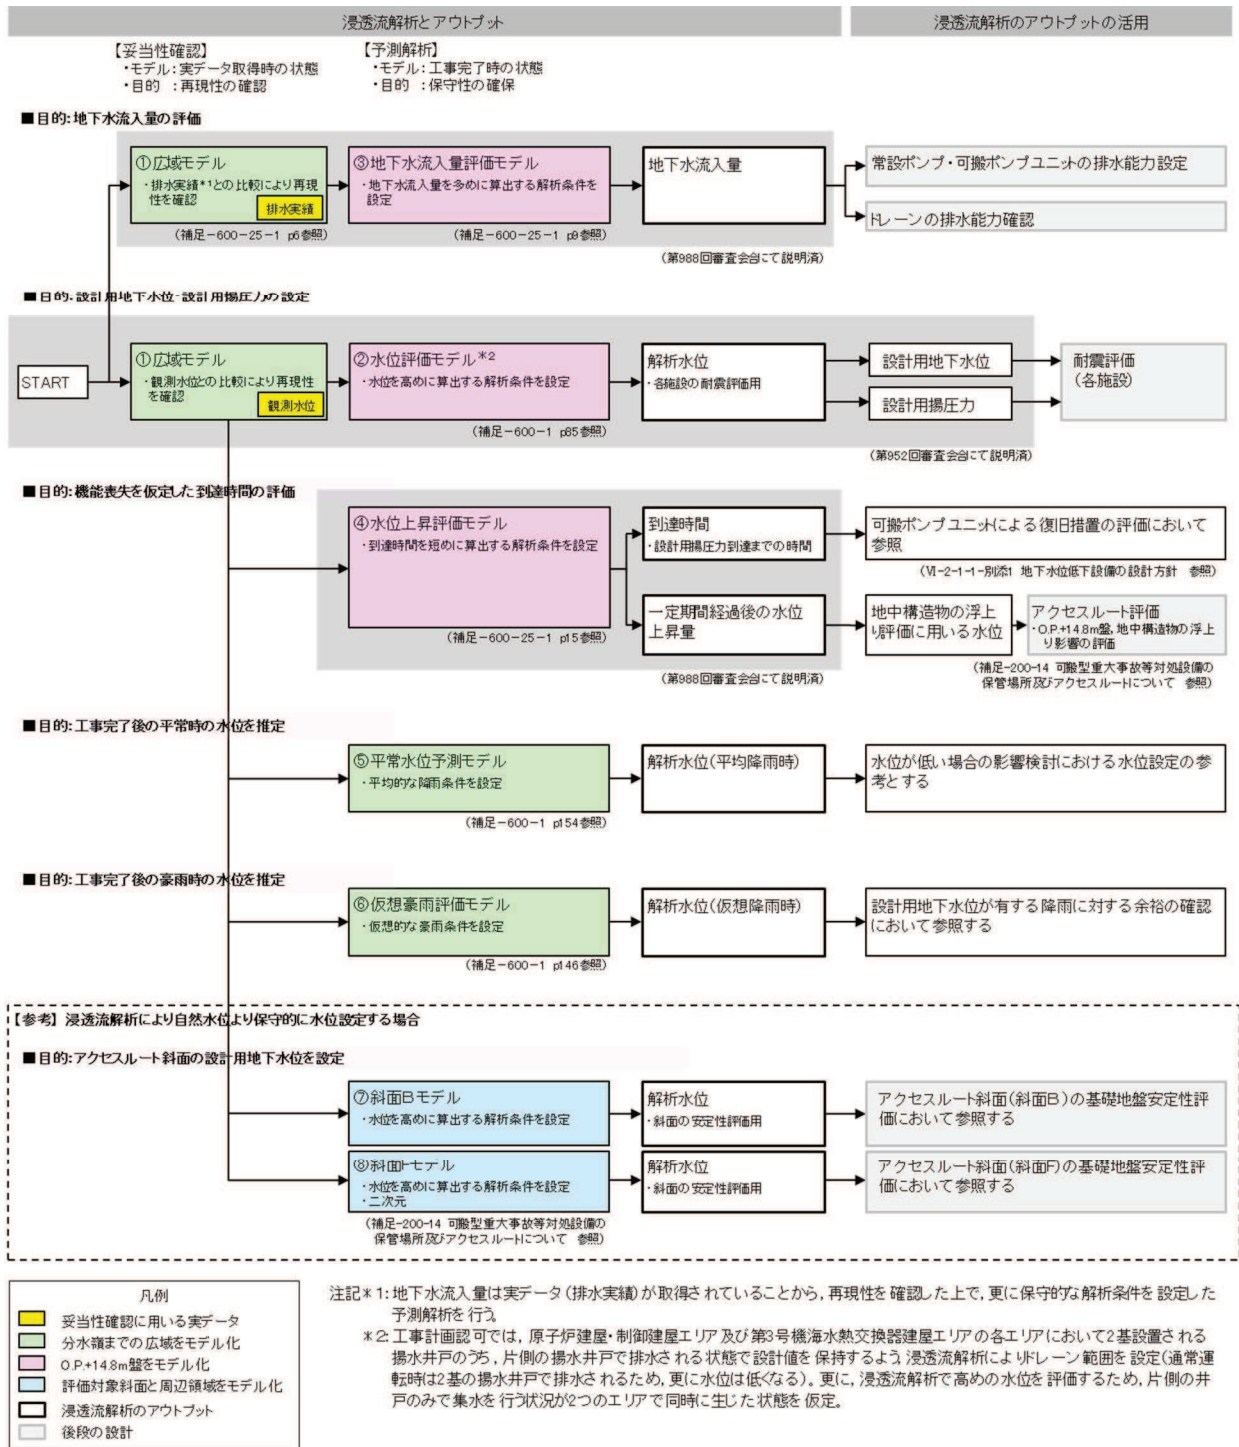 浸透流解析とアウトプット
浸透流解析のアウトプットの活用
【妥当性確認】
・モデル：実データ取得時の状態
・目的　：再現性の確認
【予測解析】
・モデル：工事完了時の状態
・目的　：保守性の確保
■目的：地下水流入量の評価
①広域モデル
・排水実績*1との比較により再現
性を確認
排水実績
(補足-600-25-1 p6参照)
③地下水流入量評価モデル
・地下水流入量を多めに算出する解析条件を
設定
(補足-600-25-1 p9参照)
地下水流入量
(第988回審査会合にて説明済)
常設ポンプ・可搬ポンプユニットの排水能力設定
ドレーンの排水能力確認
■目的：設計用地下水位・設計用揚圧力の設定
START
①広域モデル
・観測水位との比較により再現性
を確認
観測水位
②水位評価モデル*2
・水位を高めに算出する解析条件を設定
(補足-600-1 p85参照)
解析水位
・各施設の耐震評価用
設計用地下水位
設計用揚圧力
耐震評価
(各施設)
(第952回審査会合にて説明済)
■目的：機能喪失を仮定した到達時間の評価
④水位上昇評価モデル
・到達時間を短めに算出する解析条件を設定
(補足-600-25-1 p15参照)
到達時間
・設計用揚圧力到達までの時間
可搬ポンプユニットによる復旧措置の評価において
参照
(Ⅵ-2-1-1-別添1 地下水位低下設備の設計方針　参照)
一定期間経過後の水位
上昇量
(第988回審査会合にて説明済)
地中構造物の浮上
り評価に用いる水位
アクセスルート評価
・O.P.+14.8m盤,地中構造物の浮上
り影響の評価
(補足-200-14 可搬型重大事故等対処設備の
保管場所及びアクセスルートについて　参照)
■目的：工事完了後の平常時の水位を推定
⑤平常水位予測モデル
・平均的な降雨条件を設定
(補足-600-1 p154参照)
解析水位(平均降雨時)
水位が低い場合の影響検討における水位設定の参
考とする
■目的：工事完了後の豪雨時の水位を推定
⑥仮想豪雨評価モデル
・仮想的な豪雨条件を設定
(補足-600-1 p146参照)
解析水位(仮想降雨時)
設計用地下水位が有する降雨に対する余裕の確認
において参照する
【参考】浸透流解析により自然水位より保守的に水位設定する場合
■目的：アクセスルート斜面の設計用地下水位を設定
⑦斜面Bモデル
・水位を高めに算出する解析条件を設定
解析水位
・斜面の安定性評価用
アクセスルート斜面(斜面B)の基礎地盤安定性評
価において参照する
⑧斜面Fモデル
・水位を高めに算出する解析条件を設定
・二次元
(補足-200-14 可搬型重大事故等対処設備の
保管場所及びアクセスルートについて　参照)
解析水位
・斜面の安定性評価用
アクセスルート斜面(斜面F)の基礎地盤安定性評
価において参照する
凡例
妥当性確認に用いる実データ
分水嶺までの広域をモデル化
O.P.+14.8m盤をモデル化
評価対象斜面と周辺領域をモデル化
浸透流解析のアウトプット
後段の設計
注記*1：地下水流入量は実データ(排水実績)が取得されていることから,再現性を確認した上で,更に保守的な解析条件を設定した
予測解析を行う。
*2：工事計画認可では,原子炉建屋・制御建屋エリア及び第3号機海水熱交換器建屋エリアの各エリアにおいて2基設置される
揚水井戸のうち,片側の揚水井戸で排水される状態で設計値を保持するよう浸透流解析によりドレーン範囲を設定(通常運
転時は2基の揚水井戸で排水されるため,更に水位は低くなる)。更に,浸透流解析で高めの水位を評価するため,片側の井
戸のみで集水を行う状況が2つのエリアで同時に生じた状態を仮定。